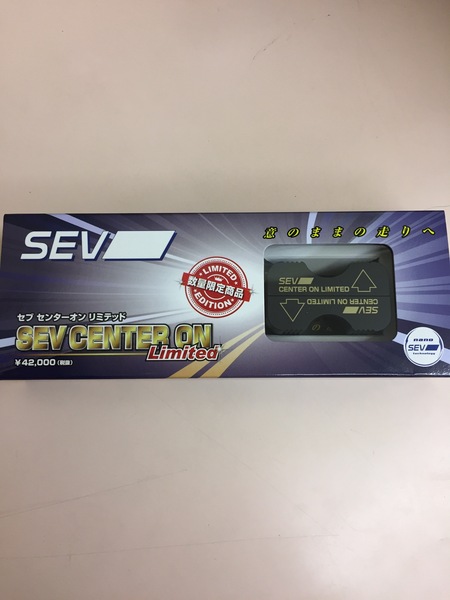 SEV
意のままの走りへ
LIMITED
数量限定商品
EDITION
SEV
CENTER ON LIMITED
SEV
CENTER ON LIMITED
セブ センターオン リミテッド
SEV CENTER ON
Limited
¥42,000(税抜)
nano
SEV
technology